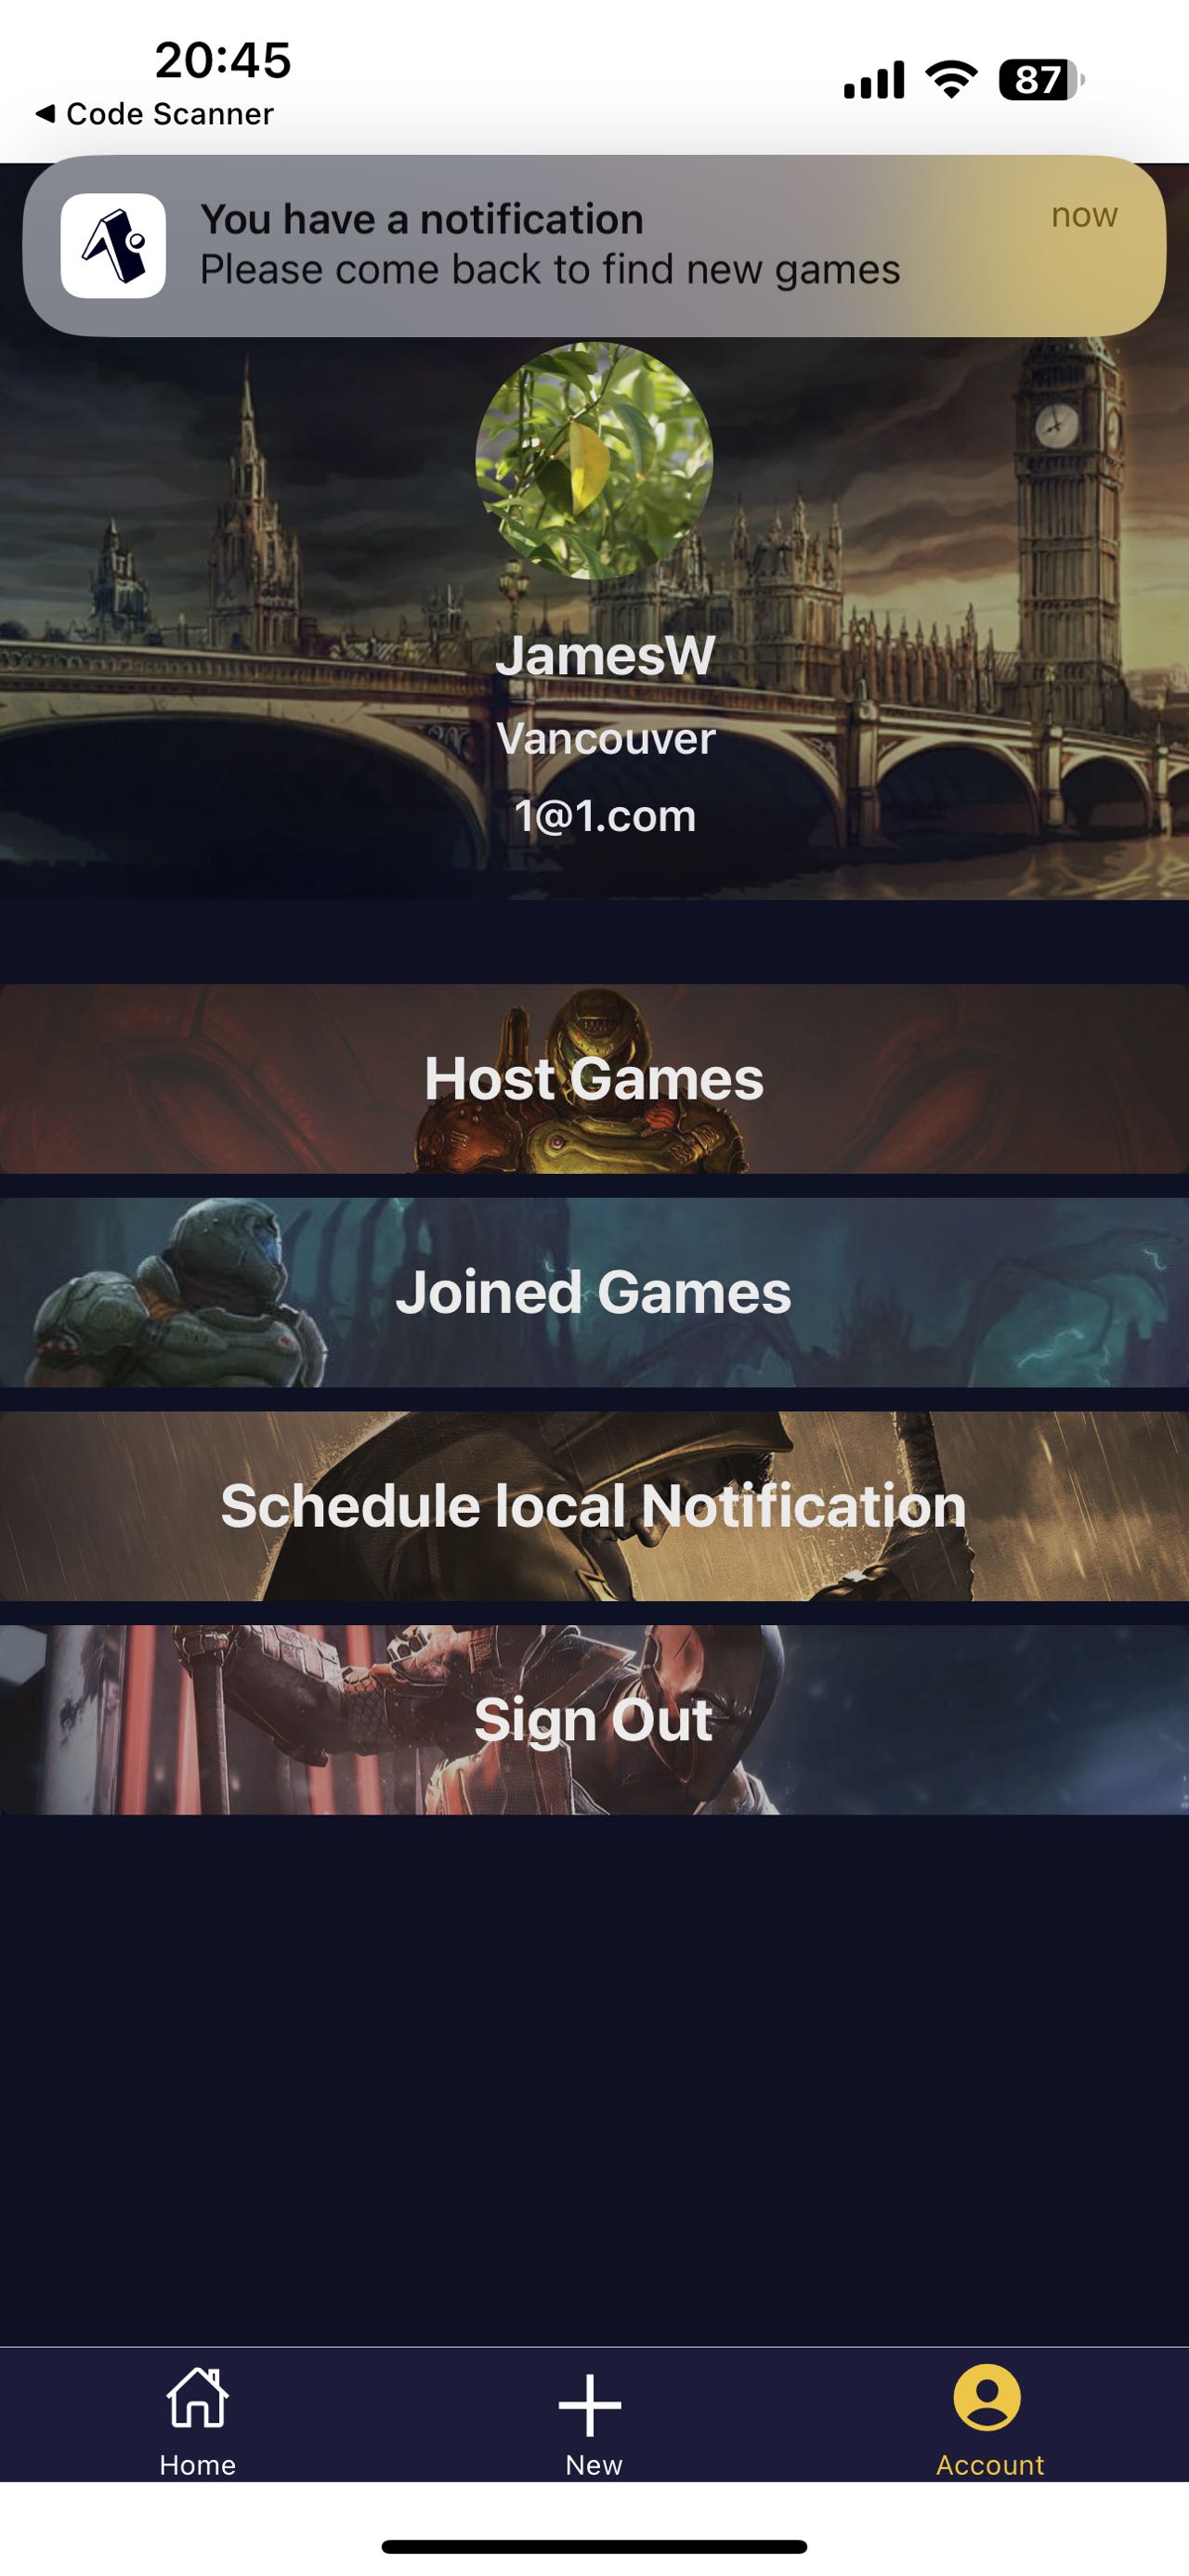 20:45
87
◀ Code Scanner
You have a notification
now
Please come back to find new games
JamesW
Vancouver
1@1.com
Host Games
Joined Games
Schedule local Notification
Sign Out
Home
New
Account